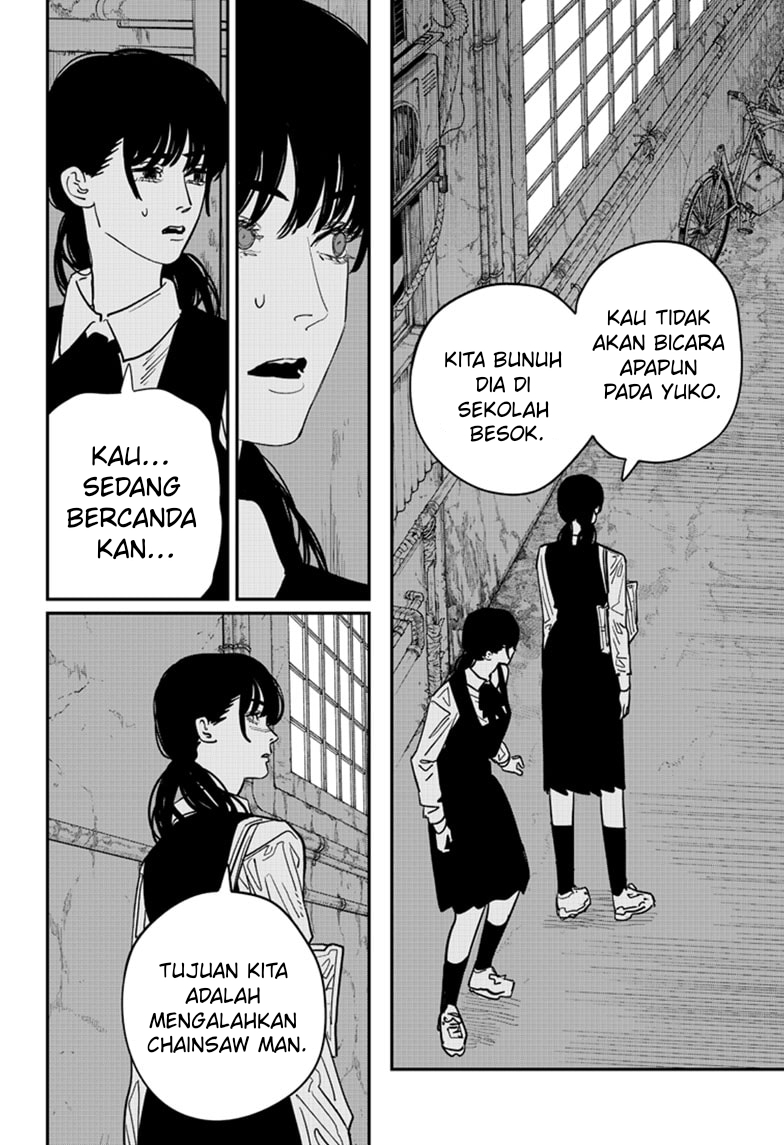 KAU TIDAK
AKAN BICARA
APAPUN
PADA YUKO.
KITA BUNUH
DIA DI
SEKOLAH
BESOK.
KAU...
SEDANG
BERCANDA
KAN...
TUJUAN KITA
ADALAH
MENGALAHKAN
CHAINSAW MAN.